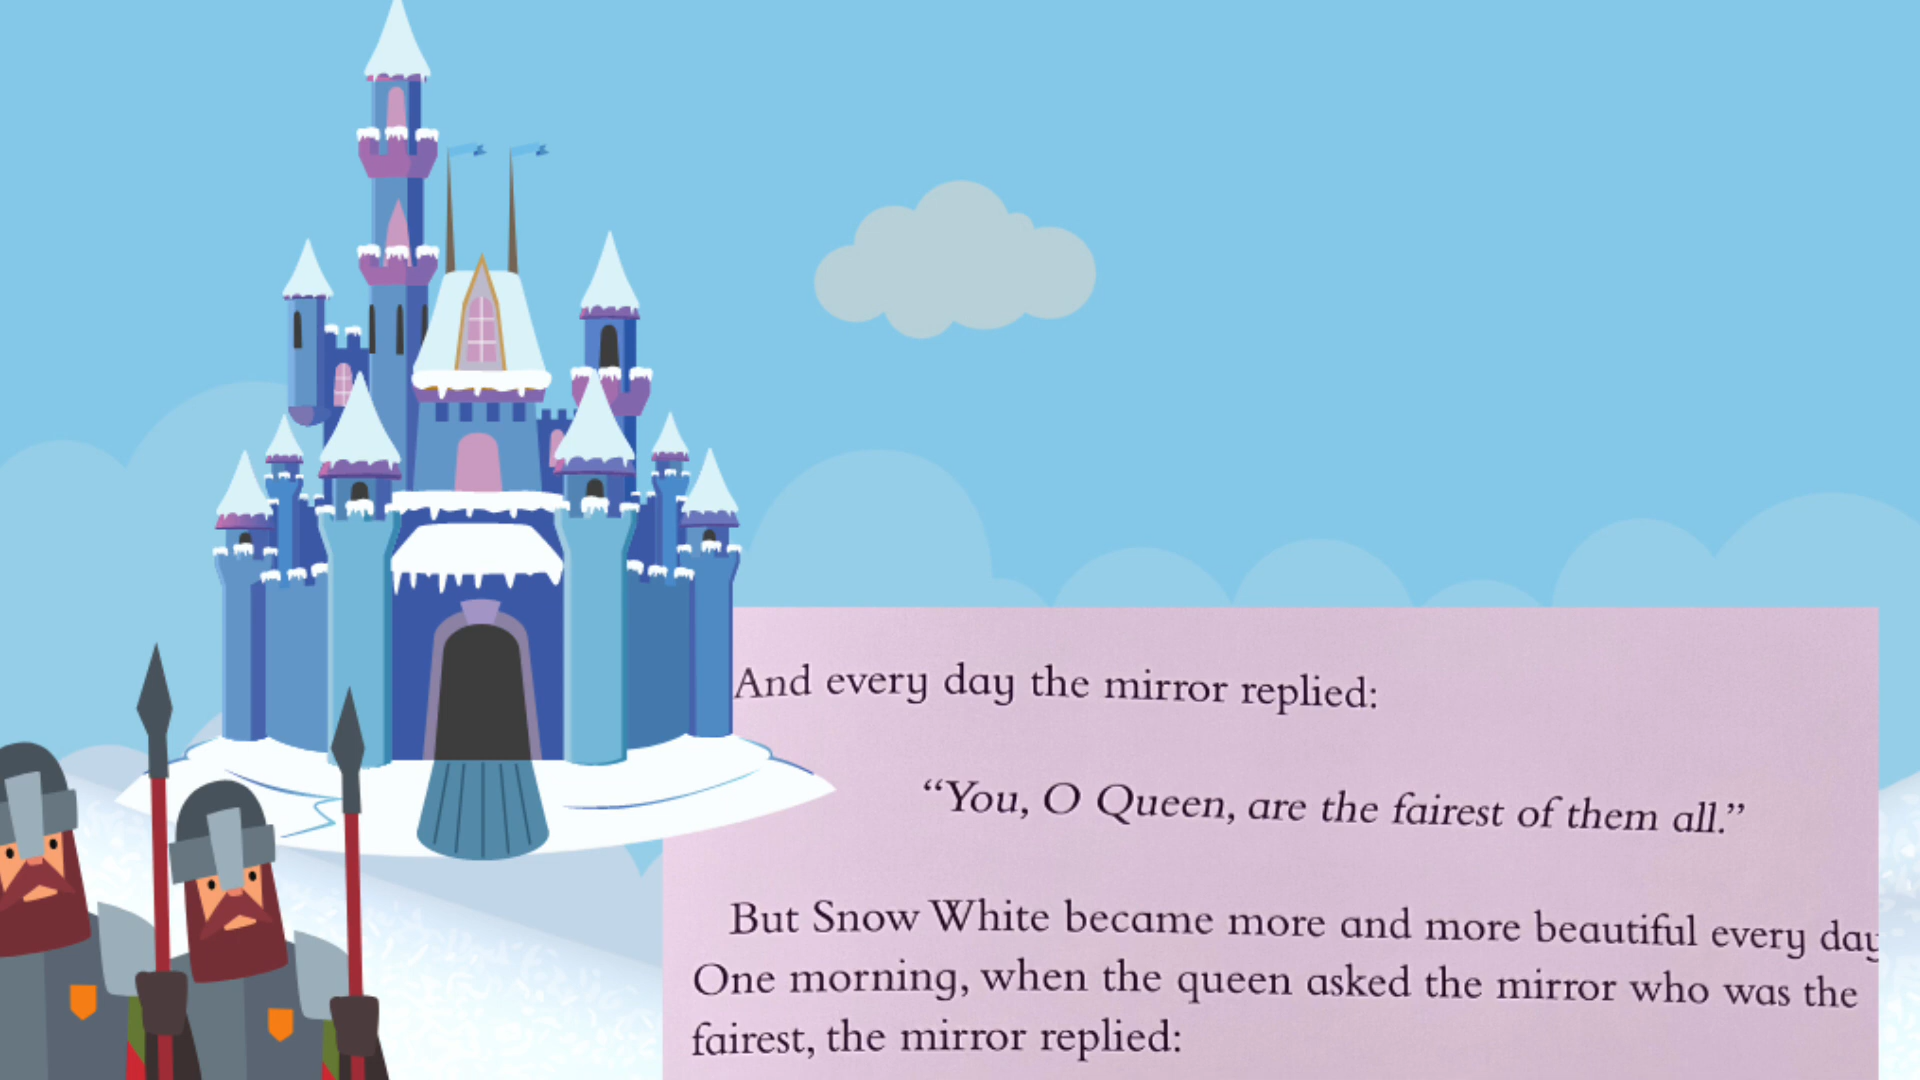 And every day the mirror replied:
“You, O Queen, are the fairest of them all.”
But Snow White became more and more beautiful every day
One morning, when the queen asked the mirror who was the
fairest, the mirror replied: